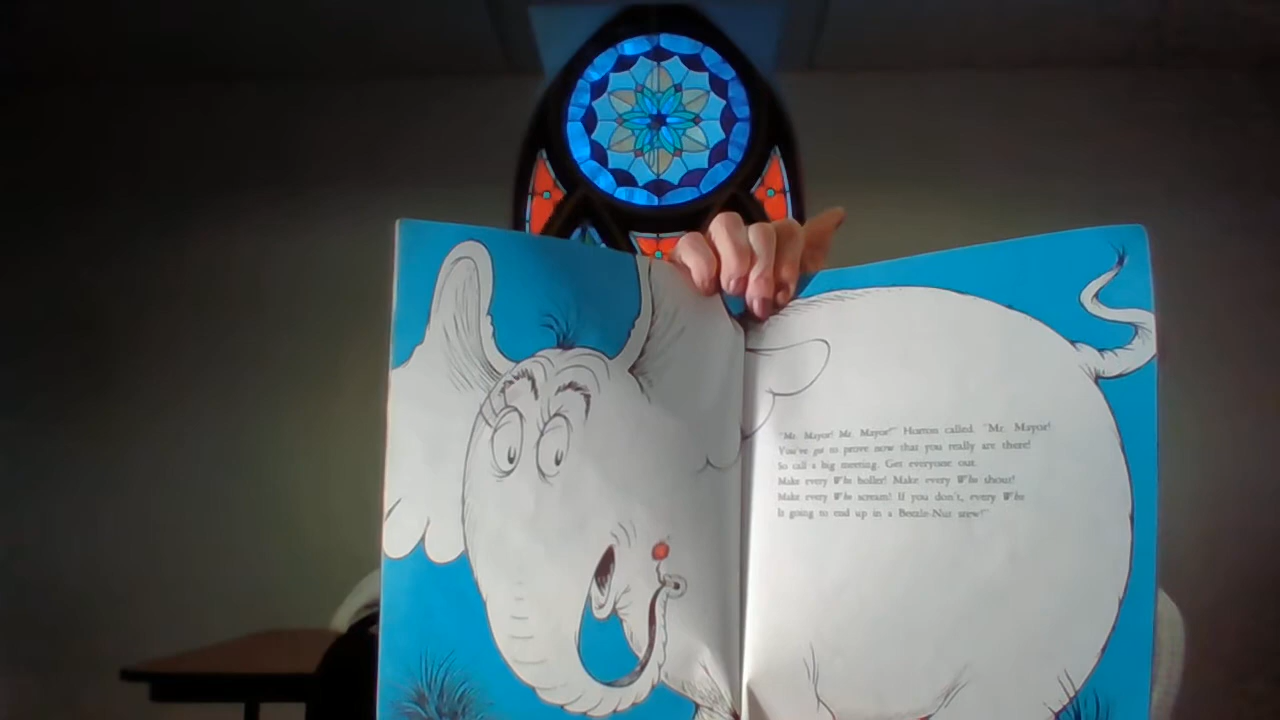 "Mr. Mayor! Mr. Mayor!" Horton called. "Mr. Mayor!
You've got to prove now that you really are there!
So call a big meeting. Get everyone out.
Make every Who holler! Make every Who shout!
Make every Who scream! If you don't, every Who
Is going to end up in a Beezle-Nut stew!"